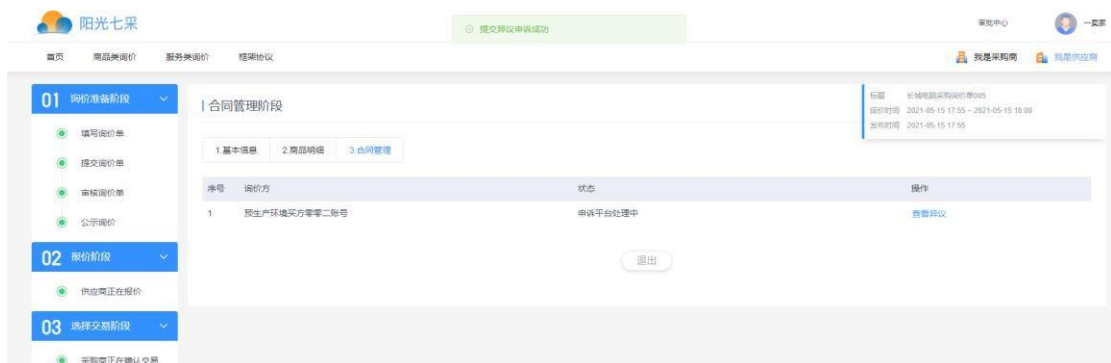 阳光七采
提交异议申诉成功
审批中心
一卖家
首页 商品类询价 服务类询价 框架协议
我是采购商 我是供应商
01 询价准备阶段
填写询价单
提交询价单
审核询价单
公示询价
02 报价阶段
供应商正在报价
03 选择交易阶段
采购商正在确认交易
合同管理阶段
标题 长城电脑采购询价单005
询价时间 2021-05-15 17:55 ~ 2021-05-15 18:00
发布时间 2021-05-15 17:55
1.基本信息 2.商品明细 3.合同管理
序号 询价方 状态 操作
1 预生产环境买方零零二账号 申诉平台处理中 查看异议
退出